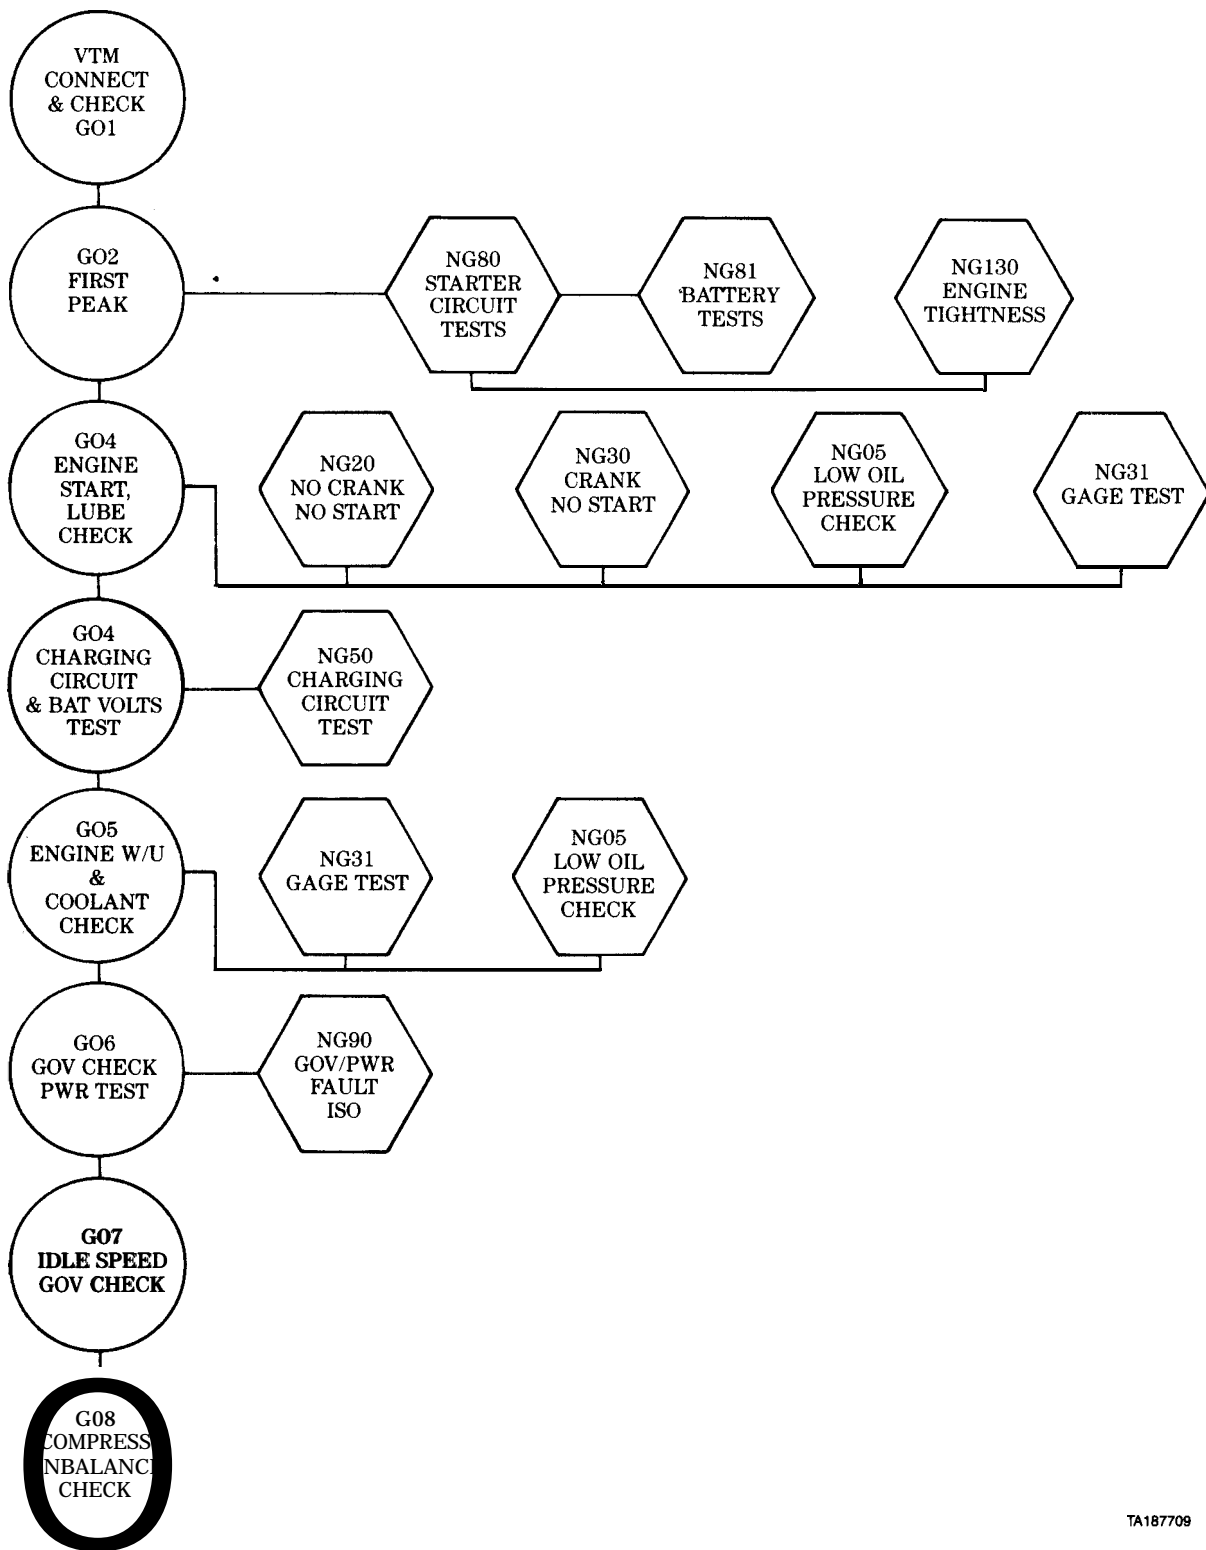 VTM
CONNECT
& CHECK
GO1
GO2
FIRST
PEAK
NG80
STARTER
CIRCUIT
TESTS
NG81
BATTERY
TESTS
NG130
ENGINE
TIGHTNESS
GO4
ENGINE
START,
LUBE
CHECK
NG20
NO CRANK
NO START
NG30
CRANK
NO START
NG05
LOW OIL
PRESSURE
CHECK
NG31
GAGE TEST
GO4
CHARGING
CIRCUIT
& BAT VOLTS
TEST
NG50
CHARGING
CIRCUIT
TEST
GO5
ENGINE W/U
&
COOLANT
CHECK
NG31
GAGE TEST
NG05
LOW OIL
PRESSURE
CHECK
GO6
GOV CHECK
PWR TEST
NG90
GOV/PWR
FAULT
ISO
GO7
IDLE SPEED
GOV CHECK
G08
COMPRESS
NBALANC
CHECK
TA187709